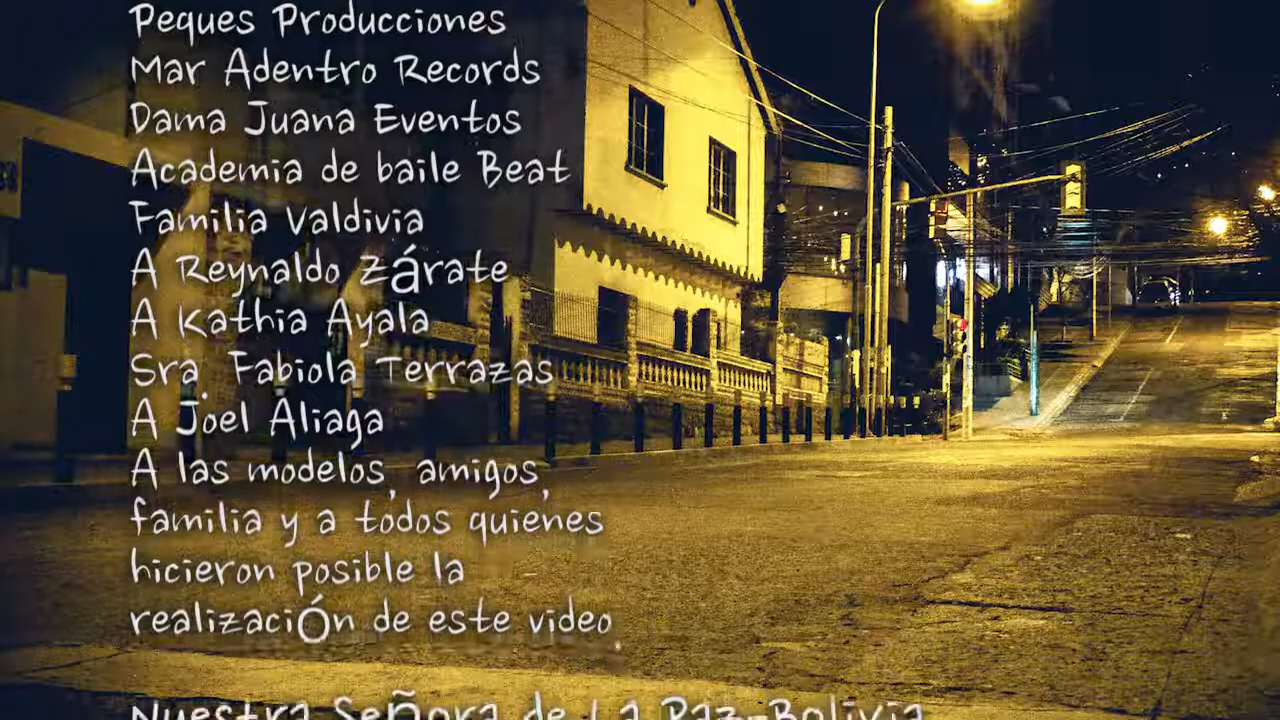 Peques Producciones
Mar Adentro Records
Dama Juana Eventos
Academia de baile Beat
Familia Valdivia
A Reynaldo Zárate
A Kathia Ayala
Sra. Fabiola Terrazas
A Joel Aliaga
A las modelos, amigos,
familia y a todos quienes
hicieron posible la
realización de este video.
Nuestra Señora de La Paz-Bolivia